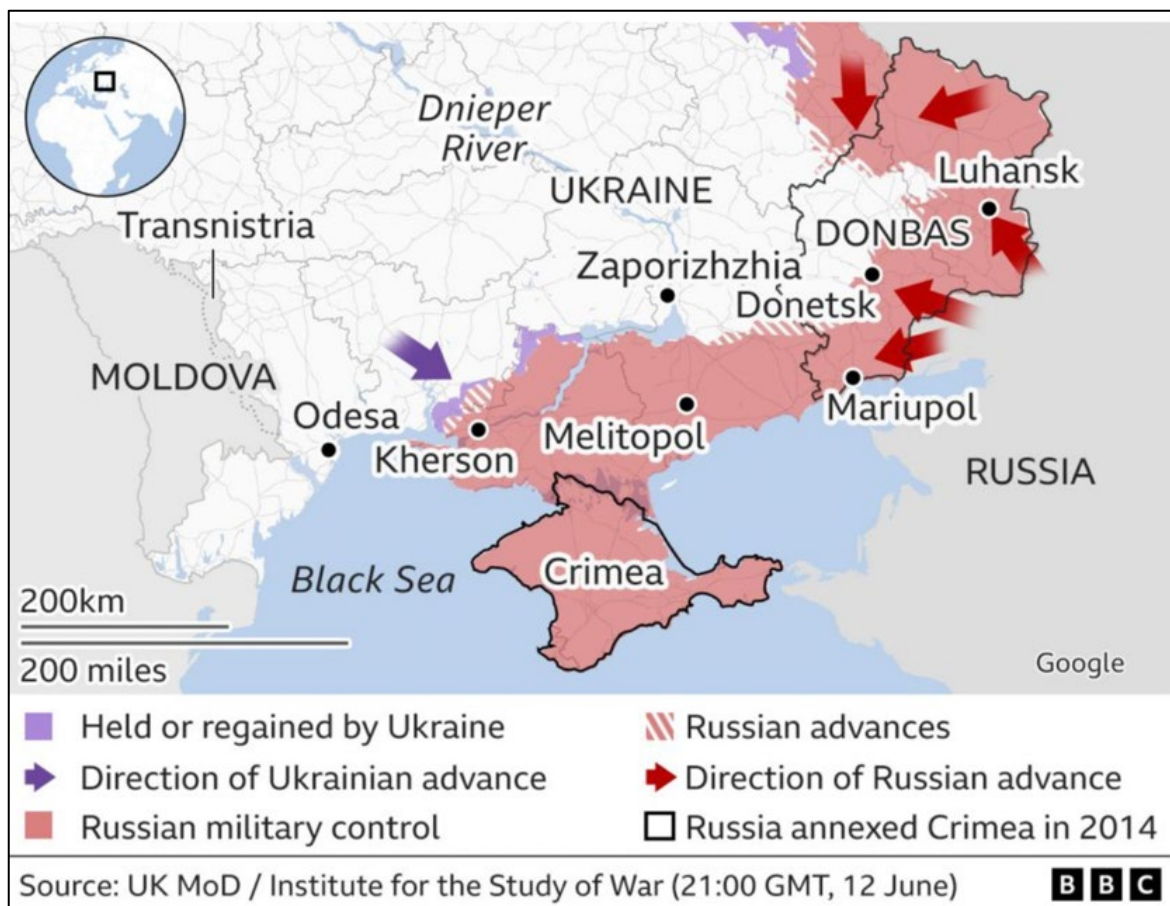 Dnieper
River
UKRAINE
Luhansk
Transnistria
DONBAS
Zaporizhzhia
Donetsk
MOLDOVA
Odesa
Mariupol
Melitopol
Kherson
RUSSIA
Crimea
Black Sea
200km
200 miles
Google
Held or regained by Ukraine
Russian advances
Direction of Ukrainian advance
Direction of Russian advance
Russian military control
Russia annexed Crimea in 2014
Source: UK MoD / Institute for the Study of War (21:00 GMT, 12 June)
BBC